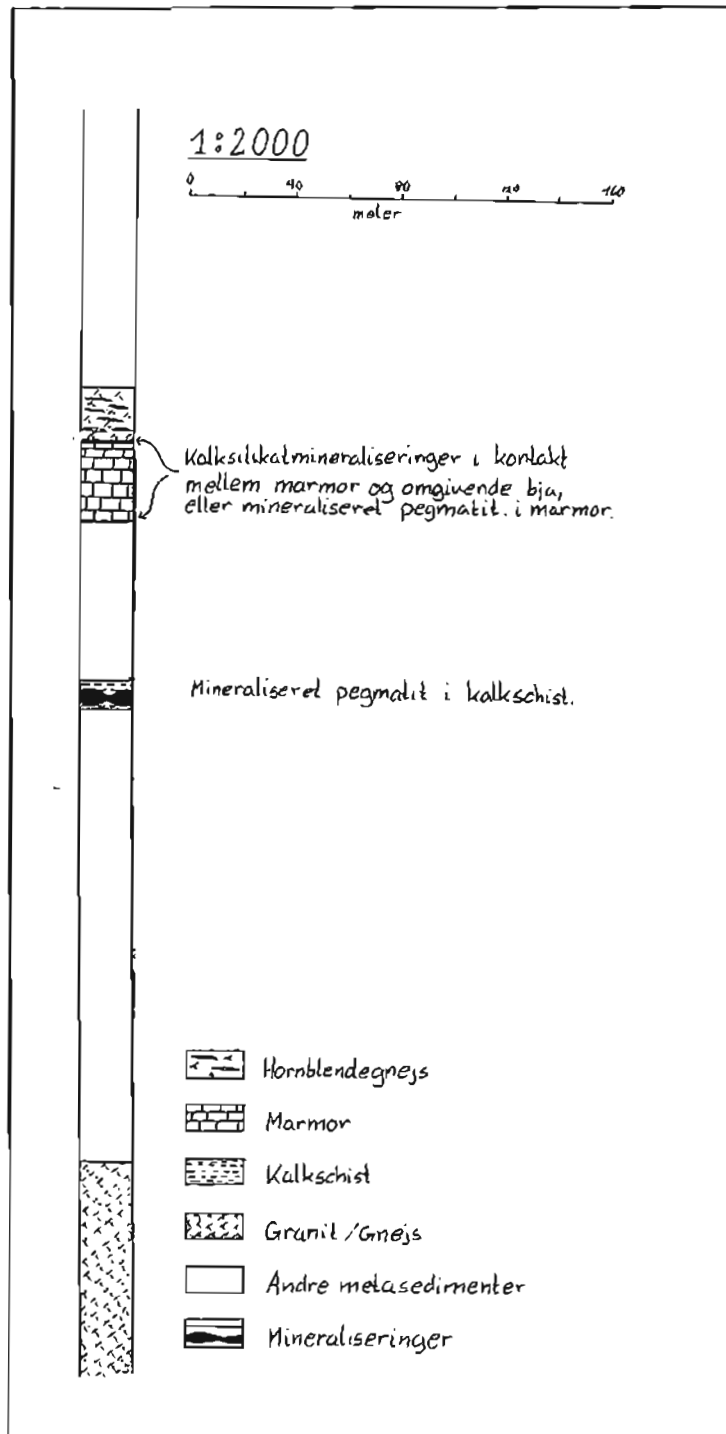 1:2000
0 40 80 120 160
meter
Kalksilikatmineraliseringer i kontakt
mellem marmor og omgivende bja,
eller mineraliseret pegmatit. i marmor.
Mineraliseret pegmatit i kalkschist.
Hornblendegnejs
Marmor
Kalkschist
Granit/Gnejs
Andre metasedimenter
Mineraliseringer